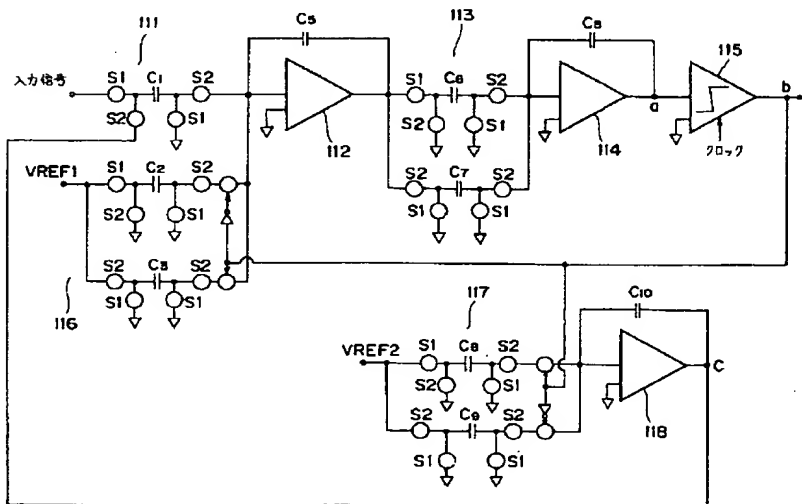 111
C5
113
C8
115
入力信号
S1
C1
S2
S1
C6
S2
a
b
S2
S1
S2
S1
112
114
クロック
VREF1
S1
C2
S2
S2
C7
S2
S2
S1
S1
S1
S2
C3
S2
S1
S1
116
117
C10
VREF2
S1
C8
S2
C
S2
S1
118
S2
C9
S2
S1
S1